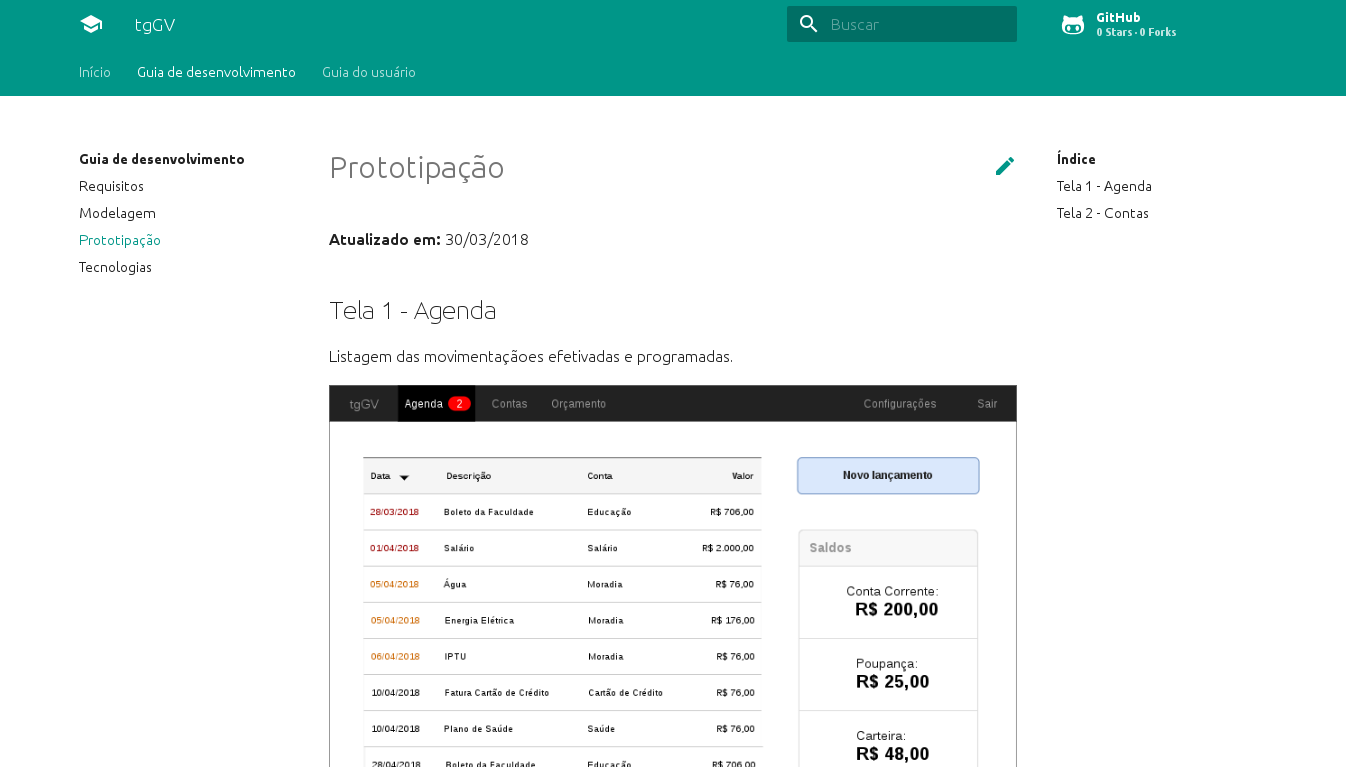 tgGV
Buscar
GitHub
0 Stars · 0 Forks
Início Guia de desenvolvimento Guia do usuário
Guia de desenvolvimento
Requisitos
Modelagem
Prototipação
Tecnologias
Prototipação
Atualizado em: 30/03/2018
Tela 1 - Agenda
Listagem das movimentaçãoes efetivadas e programadas.
tgGV Agenda 2 Contas Orçamento Configurações Sair
Data Descrição Conta Valor
28/03/2018 Boleto da Faculdade Educação R$ 706,00
01/04/2018 Salário Salário R$ 2.000,00
05/04/2018 Água Moradia R$ 76,00
05/04/2018 Energia Elétrica Moradia R$ 176,00
06/04/2018 IPTU Moradia R$ 76,00
10/04/2018 Fatura Cartão de Crédito Cartão de Crédito R$ 76,00
10/04/2018 Plano de Saúde Saúde R$ 76,00
28/04/2018 Boleto da Faculdade Educação R$ 706,00
Novo lançamento
Saldos
Conta Corrente:
R$ 200,00
Poupança:
R$ 25,00
Carteira:
R$ 48,00
Índice
Tela 1 - Agenda
Tela 2 - Contas